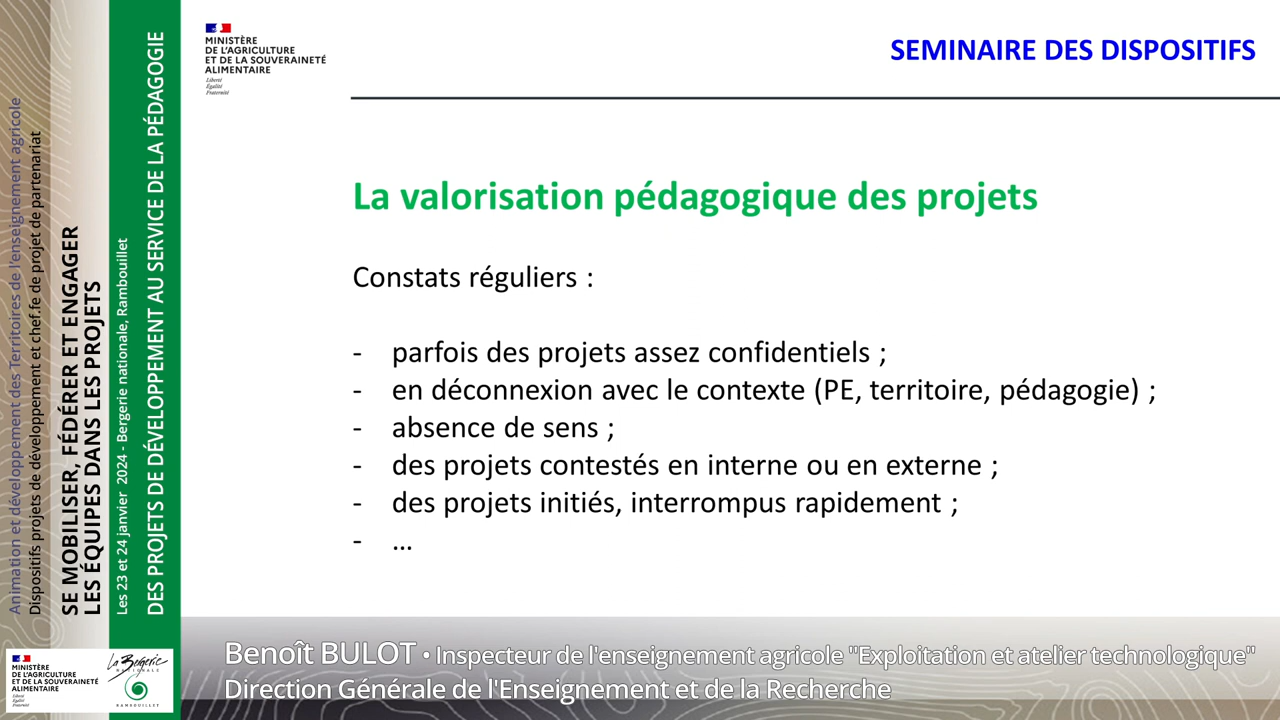 Animation et développement des Territoires de l'enseignement agricole
Dispositifs projets de développement et chef.fe de projet de partenariat
SE MOBILISER, FÉDÉRER ET ENGAGER
LES ÉQUIPES DANS LES PROJETS
Les 23 et 24 janvier 2024 - Bergerie nationale, Rambouillet
DES PROJETS DE DÉVELOPPEMENT AU SERVICE DE LA PÉDAGOGIE
MINISTÈRE
DE L'AGRICULTURE
ET DE LA SOUVERAINETÉ
ALIMENTAIRE
Liberté
Égalité
Fraternité
SEMINAIRE DES DISPOSITIFS
La valorisation pédagogique des projets
Constats réguliers :
- parfois des projets assez confidentiels ;
- en déconnexion avec le contexte (PE, territoire, pédagogie) ;
- absence de sens ;
- des projets contestés en interne ou en externe ;
- des projets initiés, interrompus rapidement ;
- ...
MINISTÈRE
DE L'AGRICULTURE
ET DE LA SOUVERAINETÉ
ALIMENTAIRE
Liberté
Égalité
Fraternité
La Bergerie
NATIONALE
RAMBOUILLET
Benoît BULOT • Inspecteur de l'enseignement agricole "Exploitation et atelier technologique"
Direction Générale de l'Enseignement et de la Recherche